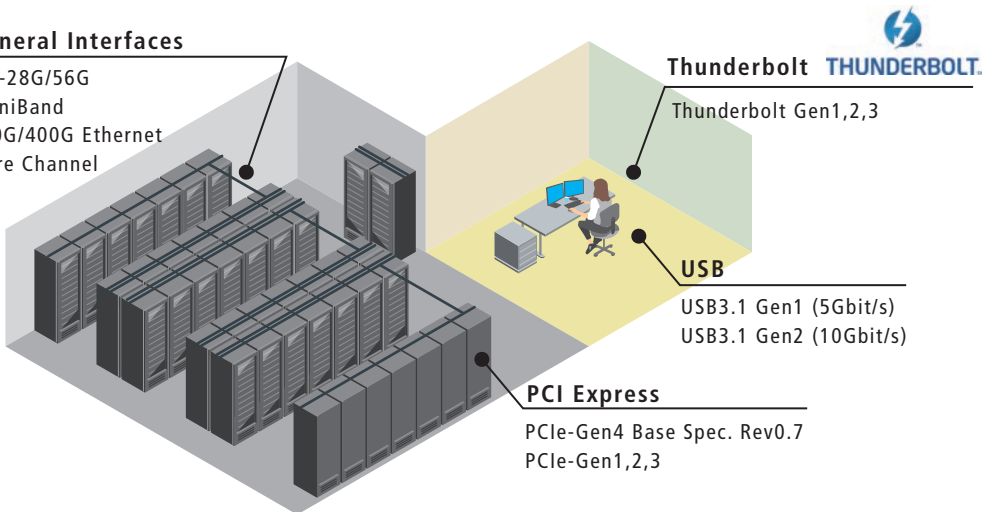 neral Interfaces
-28G/56G
niBand
0G/400G Ethernet
re Channel
Thunderbolt
THUNDERBOLT
Thunderbolt Gen1,2,3
USB
USB3.1 Gen1 (5Gbit/s)
USB3.1 Gen2 (10Gbit/s)
PCI Express
PCIe-Gen4 Base Spec. Rev0.7
PCIe-Gen1,2,3